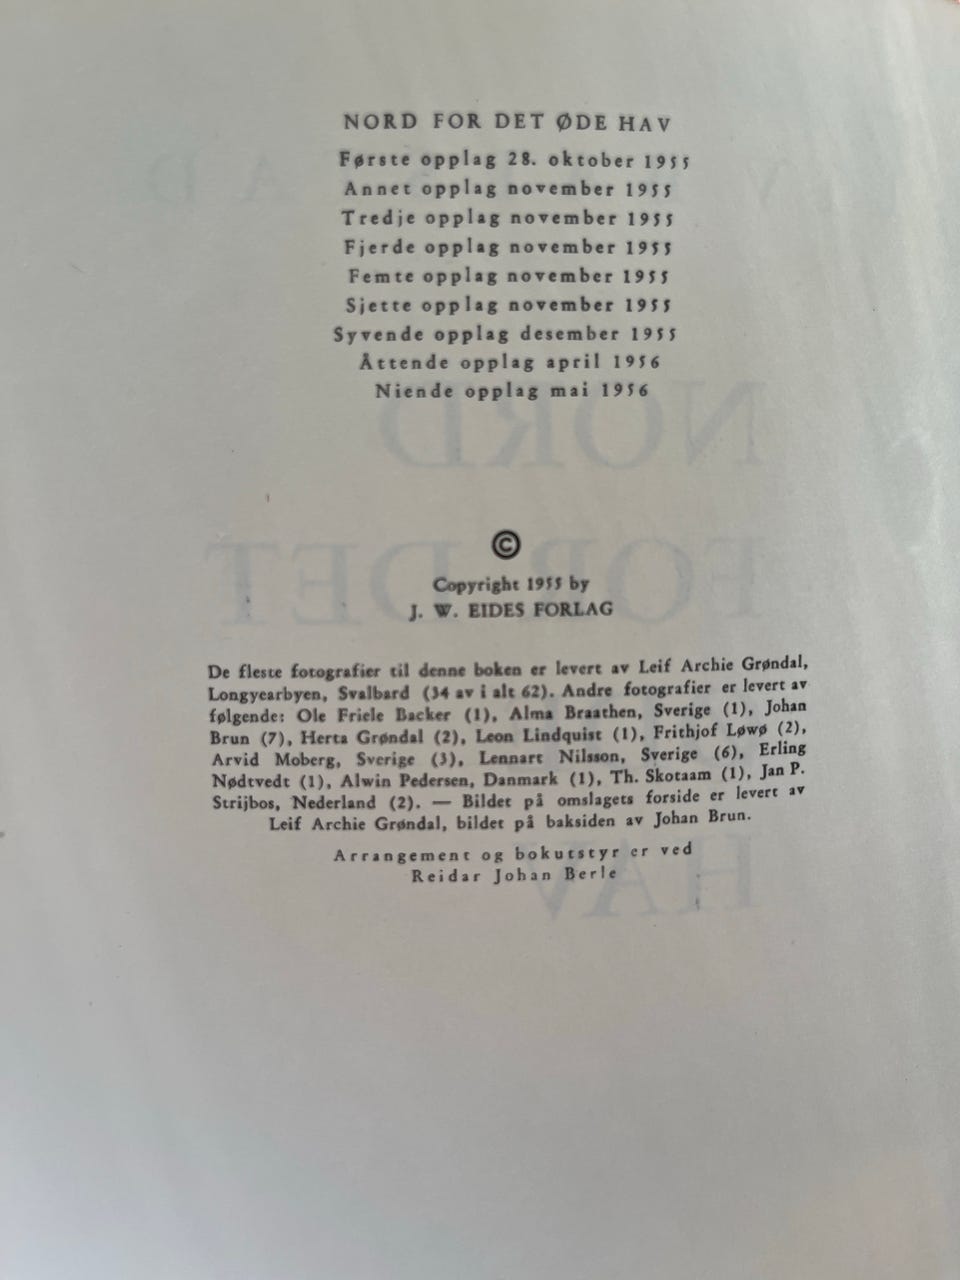 NORD FOR DET ØDE HAV
Første opplag 28. oktober 1955
Annet opplag november 1955
Tredje opplag november 1955
Fjerde opplag november 1955
Femte opplag november 1955
Sjette opplag november 1955
Syvende opplag desember 1955
Åttende opplag april 1956
Niende opplag mai 1956
©
Copyright 1955 by
J. W. EIDES FORLAG
De fleste fotografier til denne boken er levert av Leif Archie Grøndal,
Longyearbyen, Svalbard (34 av i alt 62). Andre fotografier er levert av
følgende: Ole Friele Backer (1), Alma Braathen, Sverige (1), Johan
Brun (7), Herta Grøndal (2), Leon Lindquist (1), Frithjof Løwø (2),
Arvid Moberg, Sverige (3), Lennart Nilsson, Sverige (6), Erling
Nødtvedt (1), Alwin Pedersen, Danmark (1), Th. Skotaam (1), Jan P.
Strijbos, Nederland (2). — Bildet på omslagets forside er levert av
Leif Archie Grøndal, bildet på baksiden av Johan Brun.
Arrangement og bokutstyr er ved
Reidar Johan Berle
NORD
FOR DET
HAV